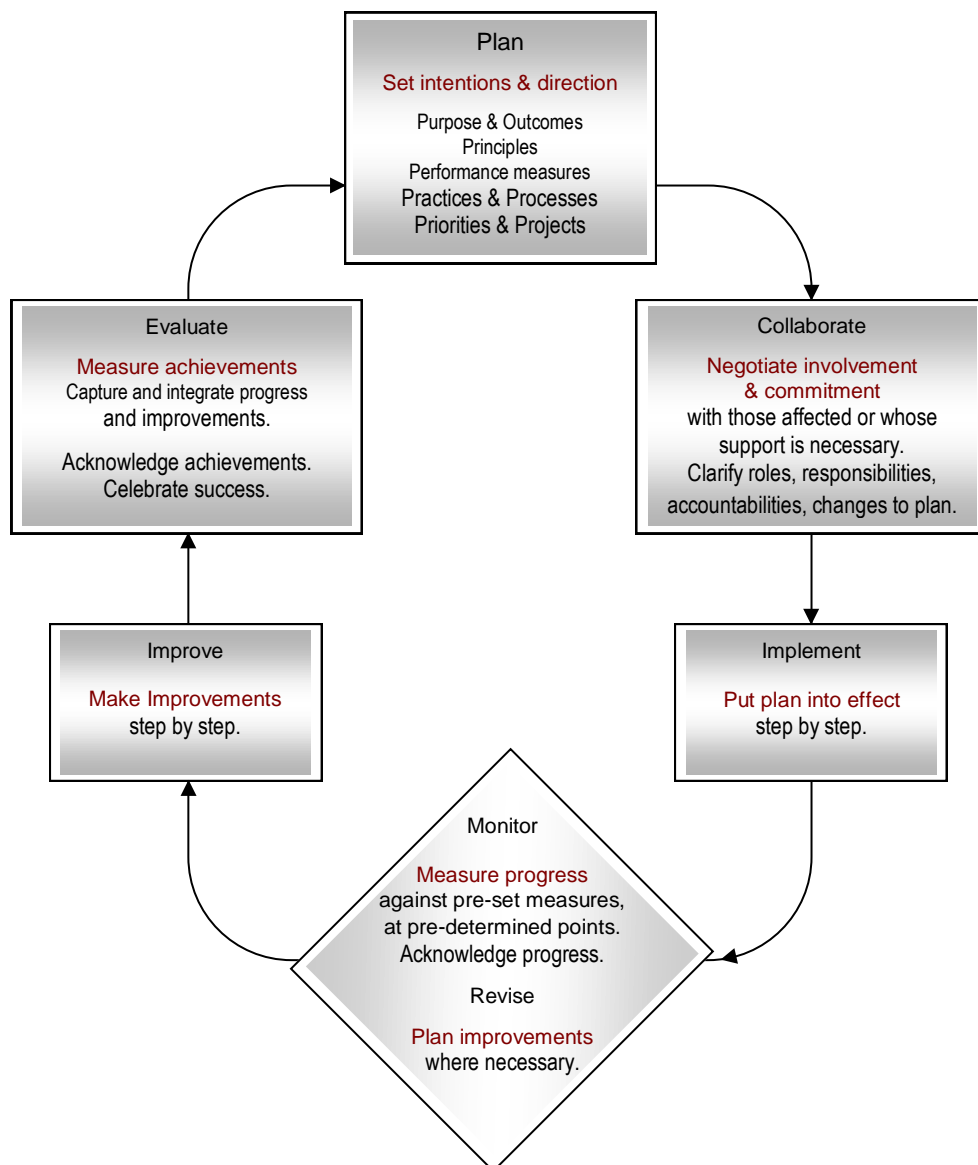 Plan
Set intentions & direction
Purpose & Outcomes
Principles
Performance measures
Practices & Processes
Priorities & Projects
Evaluate
Measure achievements
Capture and integrate progress
and improvements.
Acknowledge achievements.
Celebrate success.
Collaborate
Negotiate involvement
& commitment
with those affected or whose
support is necessary.
Clarify roles, responsibilities,
accountabilities, changes to plan.
Improve
Make Improvements
step by step.
Implement
Put plan into effect
step by step.
Monitor
Measure progress
against pre-set measures,
at pre-determined points.
Acknowledge progress.
Revise
Plan improvements
where necessary.